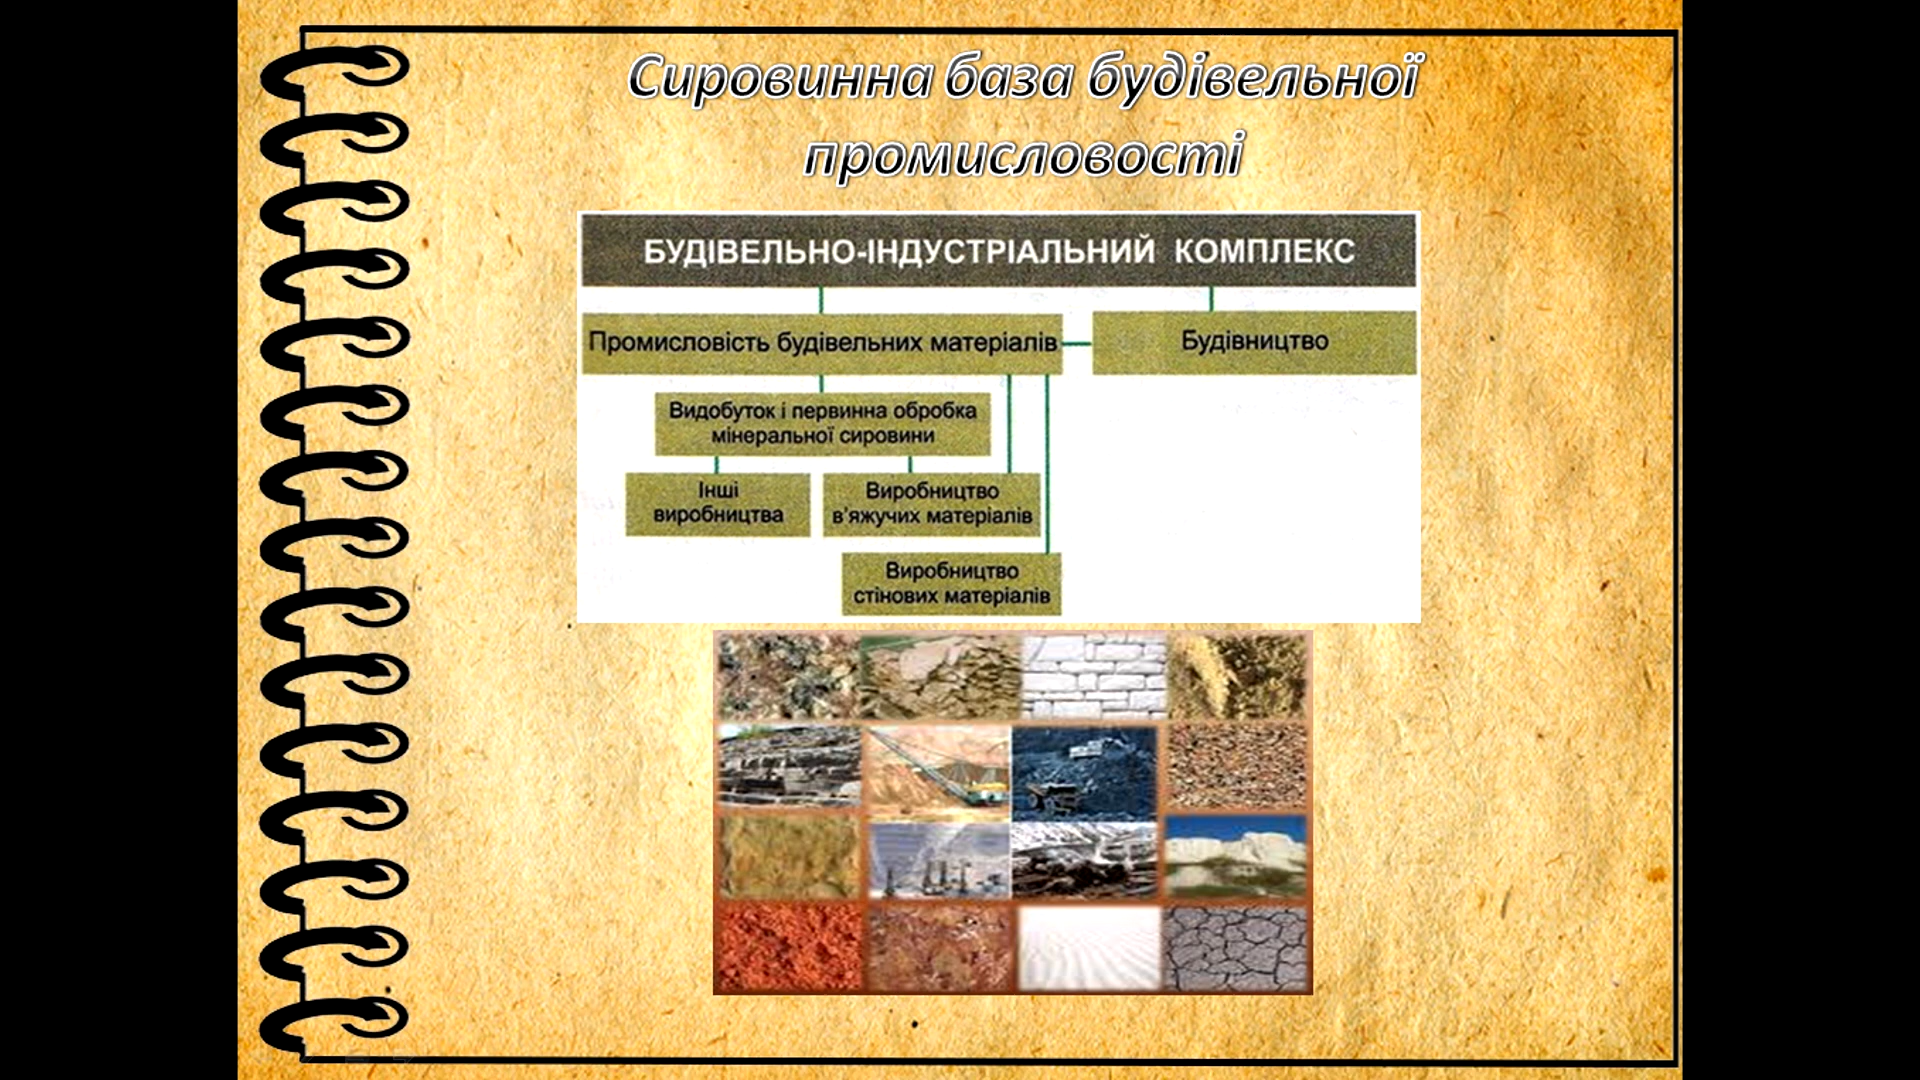 Сировинна база будівельної
промисловості
БУДІВЕЛЬНО-ІНДУСТРІАЛЬНИЙ КОМПЛЕКС
Промисловість будівельних матеріалів
Будівництво
Видобуток і первинна обробка
мінеральної сировини
Інші
виробництва
Виробництво
в'яжучих матеріалів
Виробництво
стінових матеріалів